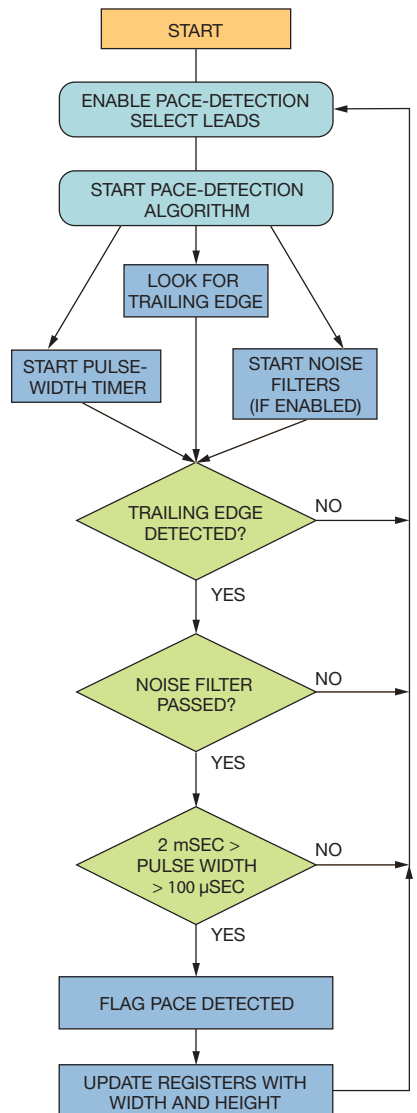 START
ENABLE PACE-DETECTION
SELECT LEADS
START PACE-DETECTION
ALGORITHM
LOOK FOR
TRAILING EDGE
START PULSE-
WIDTH TIMER
START NOISE
FILTERS
(IF ENABLED)
TRAILING EDGE
DETECTED?
NO
YES
NOISE FILTER
PASSED?
NO
YES
2 mSEC >
PULSE WIDTH
> 100 µSEC
NO
YES
FLAG PACE DETECTED
UPDATE REGISTERS WITH
WIDTH AND HEIGHT